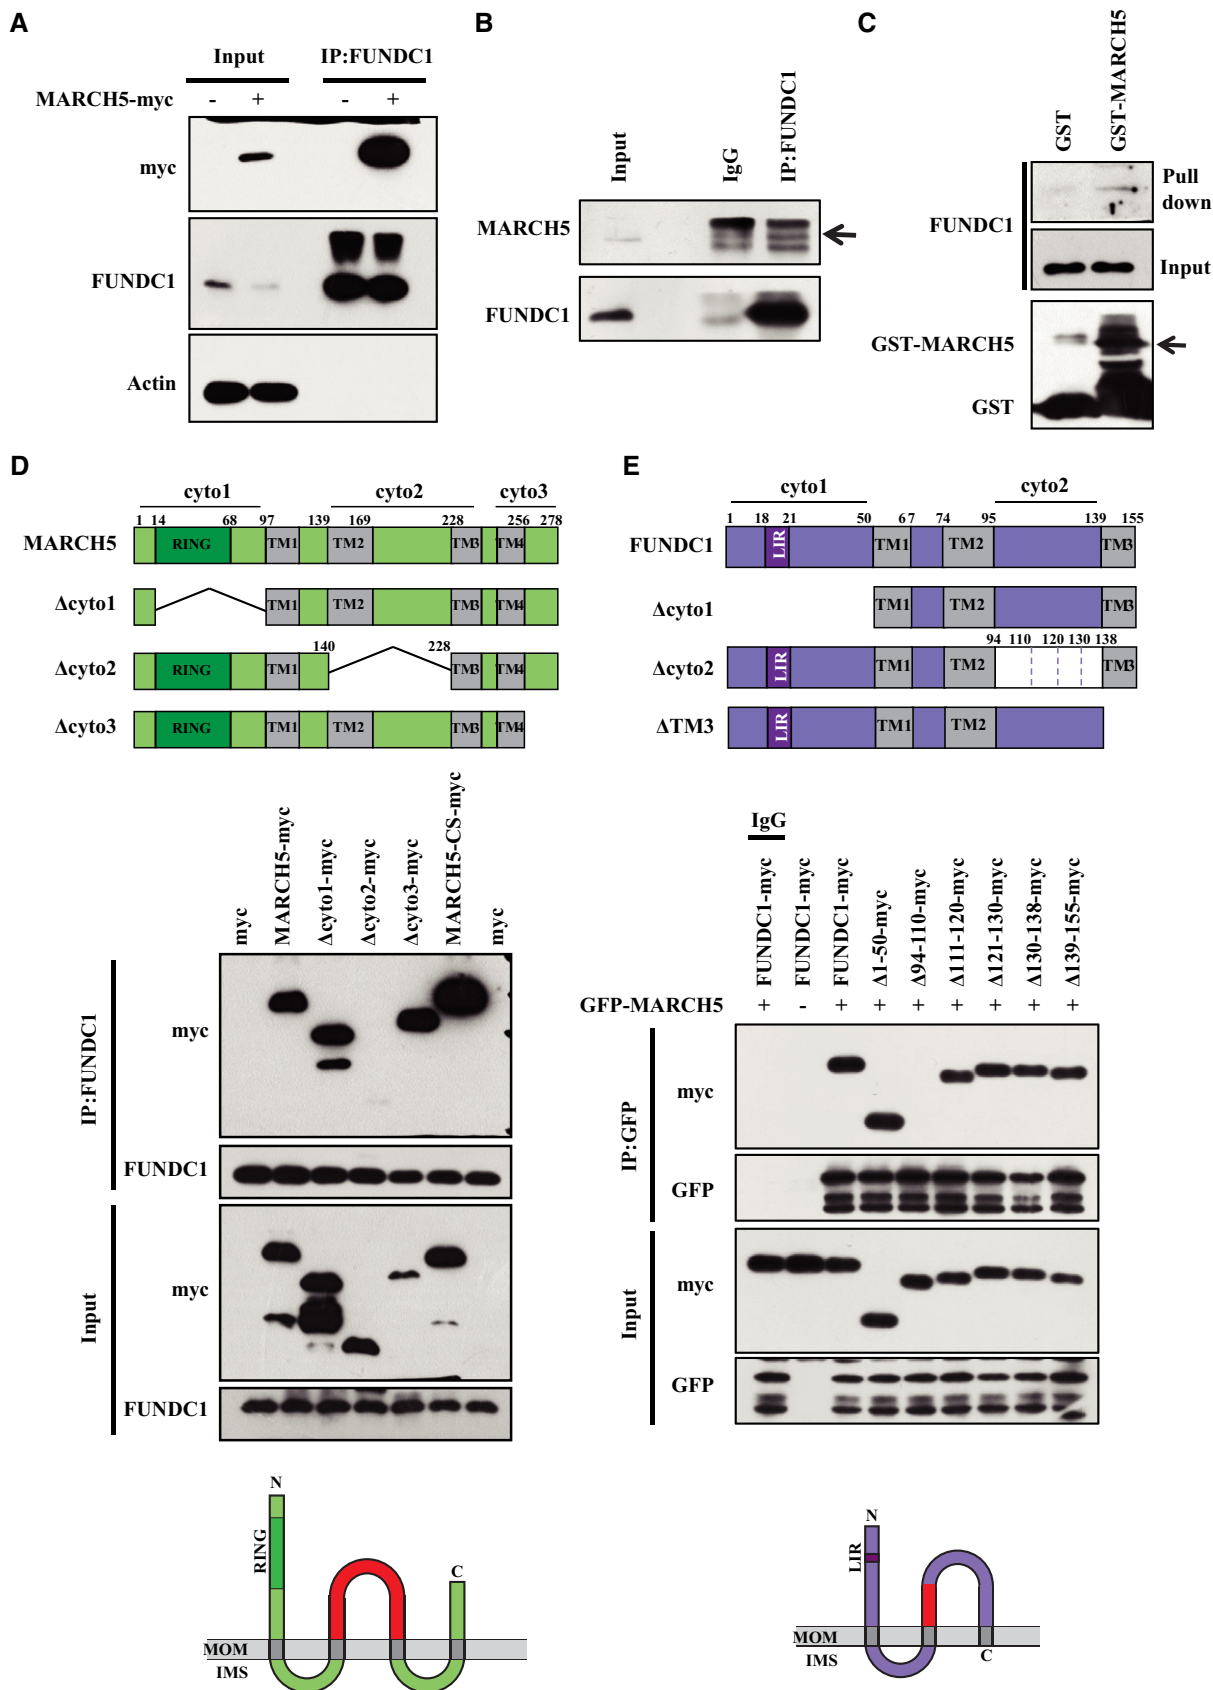 A
Input IP:FUNDC1
MARCH5-myc - + - +
myc
FUNDC1
Actin
B
Input IgG IP:FUNDC1
MARCH5
FUNDC1
C
GST GST-MARCH5
FUNDC1
Pull down
Input
GST-MARCH5
GST
D
cyto1 cyto2 cyto3
1 14 68 97 139 169 228 256 278
MARCH5 RING TM1 TM2 TM3 TM4
Δcyto1 TM1 TM2 TM3 TM4
140 228
Δcyto2 RING TM1 TM3 TM4
Δcyto3 RING TM1 TM2 TM3 TM4
myc MARCH5-myc Δcyto1-myc Δcyto2-myc Δcyto3-myc MARCH5-CS-myc myc
IP:FUNDC1
myc
FUNDC1
Input
myc
FUNDC1
N
RING
C
MOM
IMS
E
cyto1 cyto2
1 18 21 50 67 74 95 139 155
FUNDC1 LIR TM1 TM2 TM3
Δcyto1 TM1 TM2 TM3
94 110 120 130 138
Δcyto2 LIR TM1 TM2 TM3
ΔTM3 LIR TM1 TM2
IgG
FUNDC1-myc FUNDC1-myc FUNDC1-myc Δ1-50-myc Δ94-110-myc Δ111-120-myc Δ121-130-myc Δ130-138-myc Δ139-155-myc
GFP-MARCH5 + - + + + + + + +
IP:GFP
myc
GFP
Input
myc
GFP
N
LIR
MOM
IMS
C